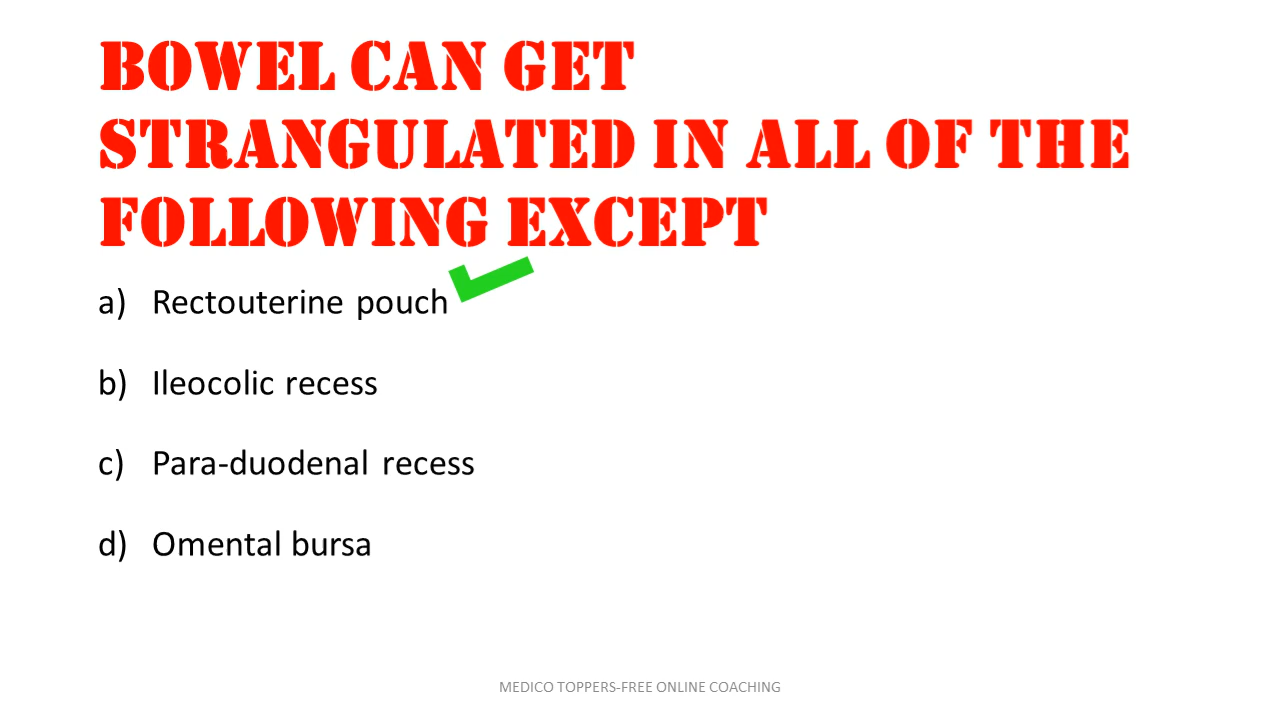 BOWEL CAN GET
STRANGULATED IN ALL OF THE
FOLLOWING EXCEPT
a) Rectouterine pouch
b) Ileocolic recess
c) Para-duodenal recess
d) Omental bursa
MEDICO TOPPERS-FREE ONLINE COACHING